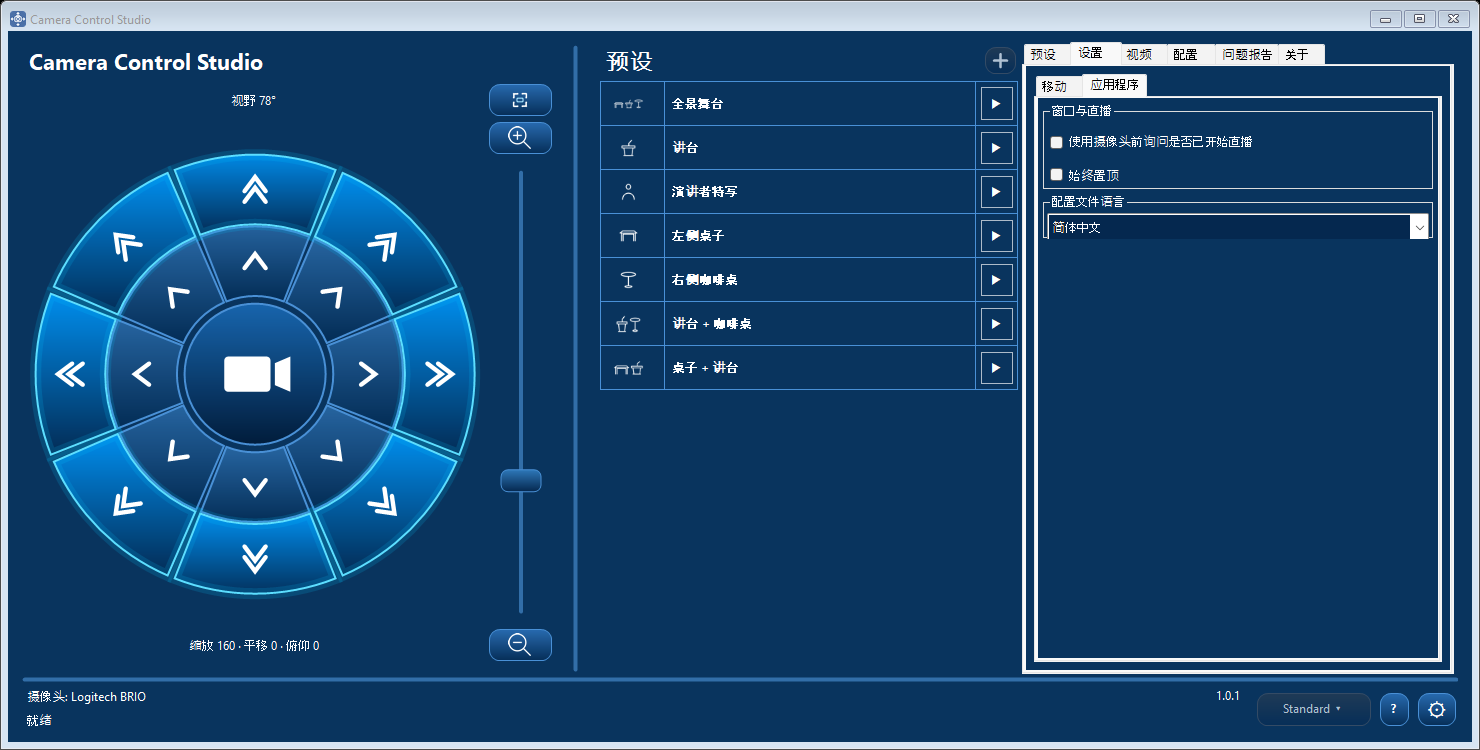 Camera Control Studio
Camera Control Studio
视野 78°
缩放 160 · 平移 0 · 俯仰 0
预设
全景舞台
讲台
演讲者特写
左侧桌子
右侧咖啡桌
讲台 + 咖啡桌
桌子 + 讲台
预设 设置 视频 配置 问题报告 关于
移动 应用程序
窗口与直播
使用摄像头前询问是否已开始直播
始终置顶
配置文件语言
简体中文
摄像头: Logitech BRIO
就绪
1.0.1
Standard
?